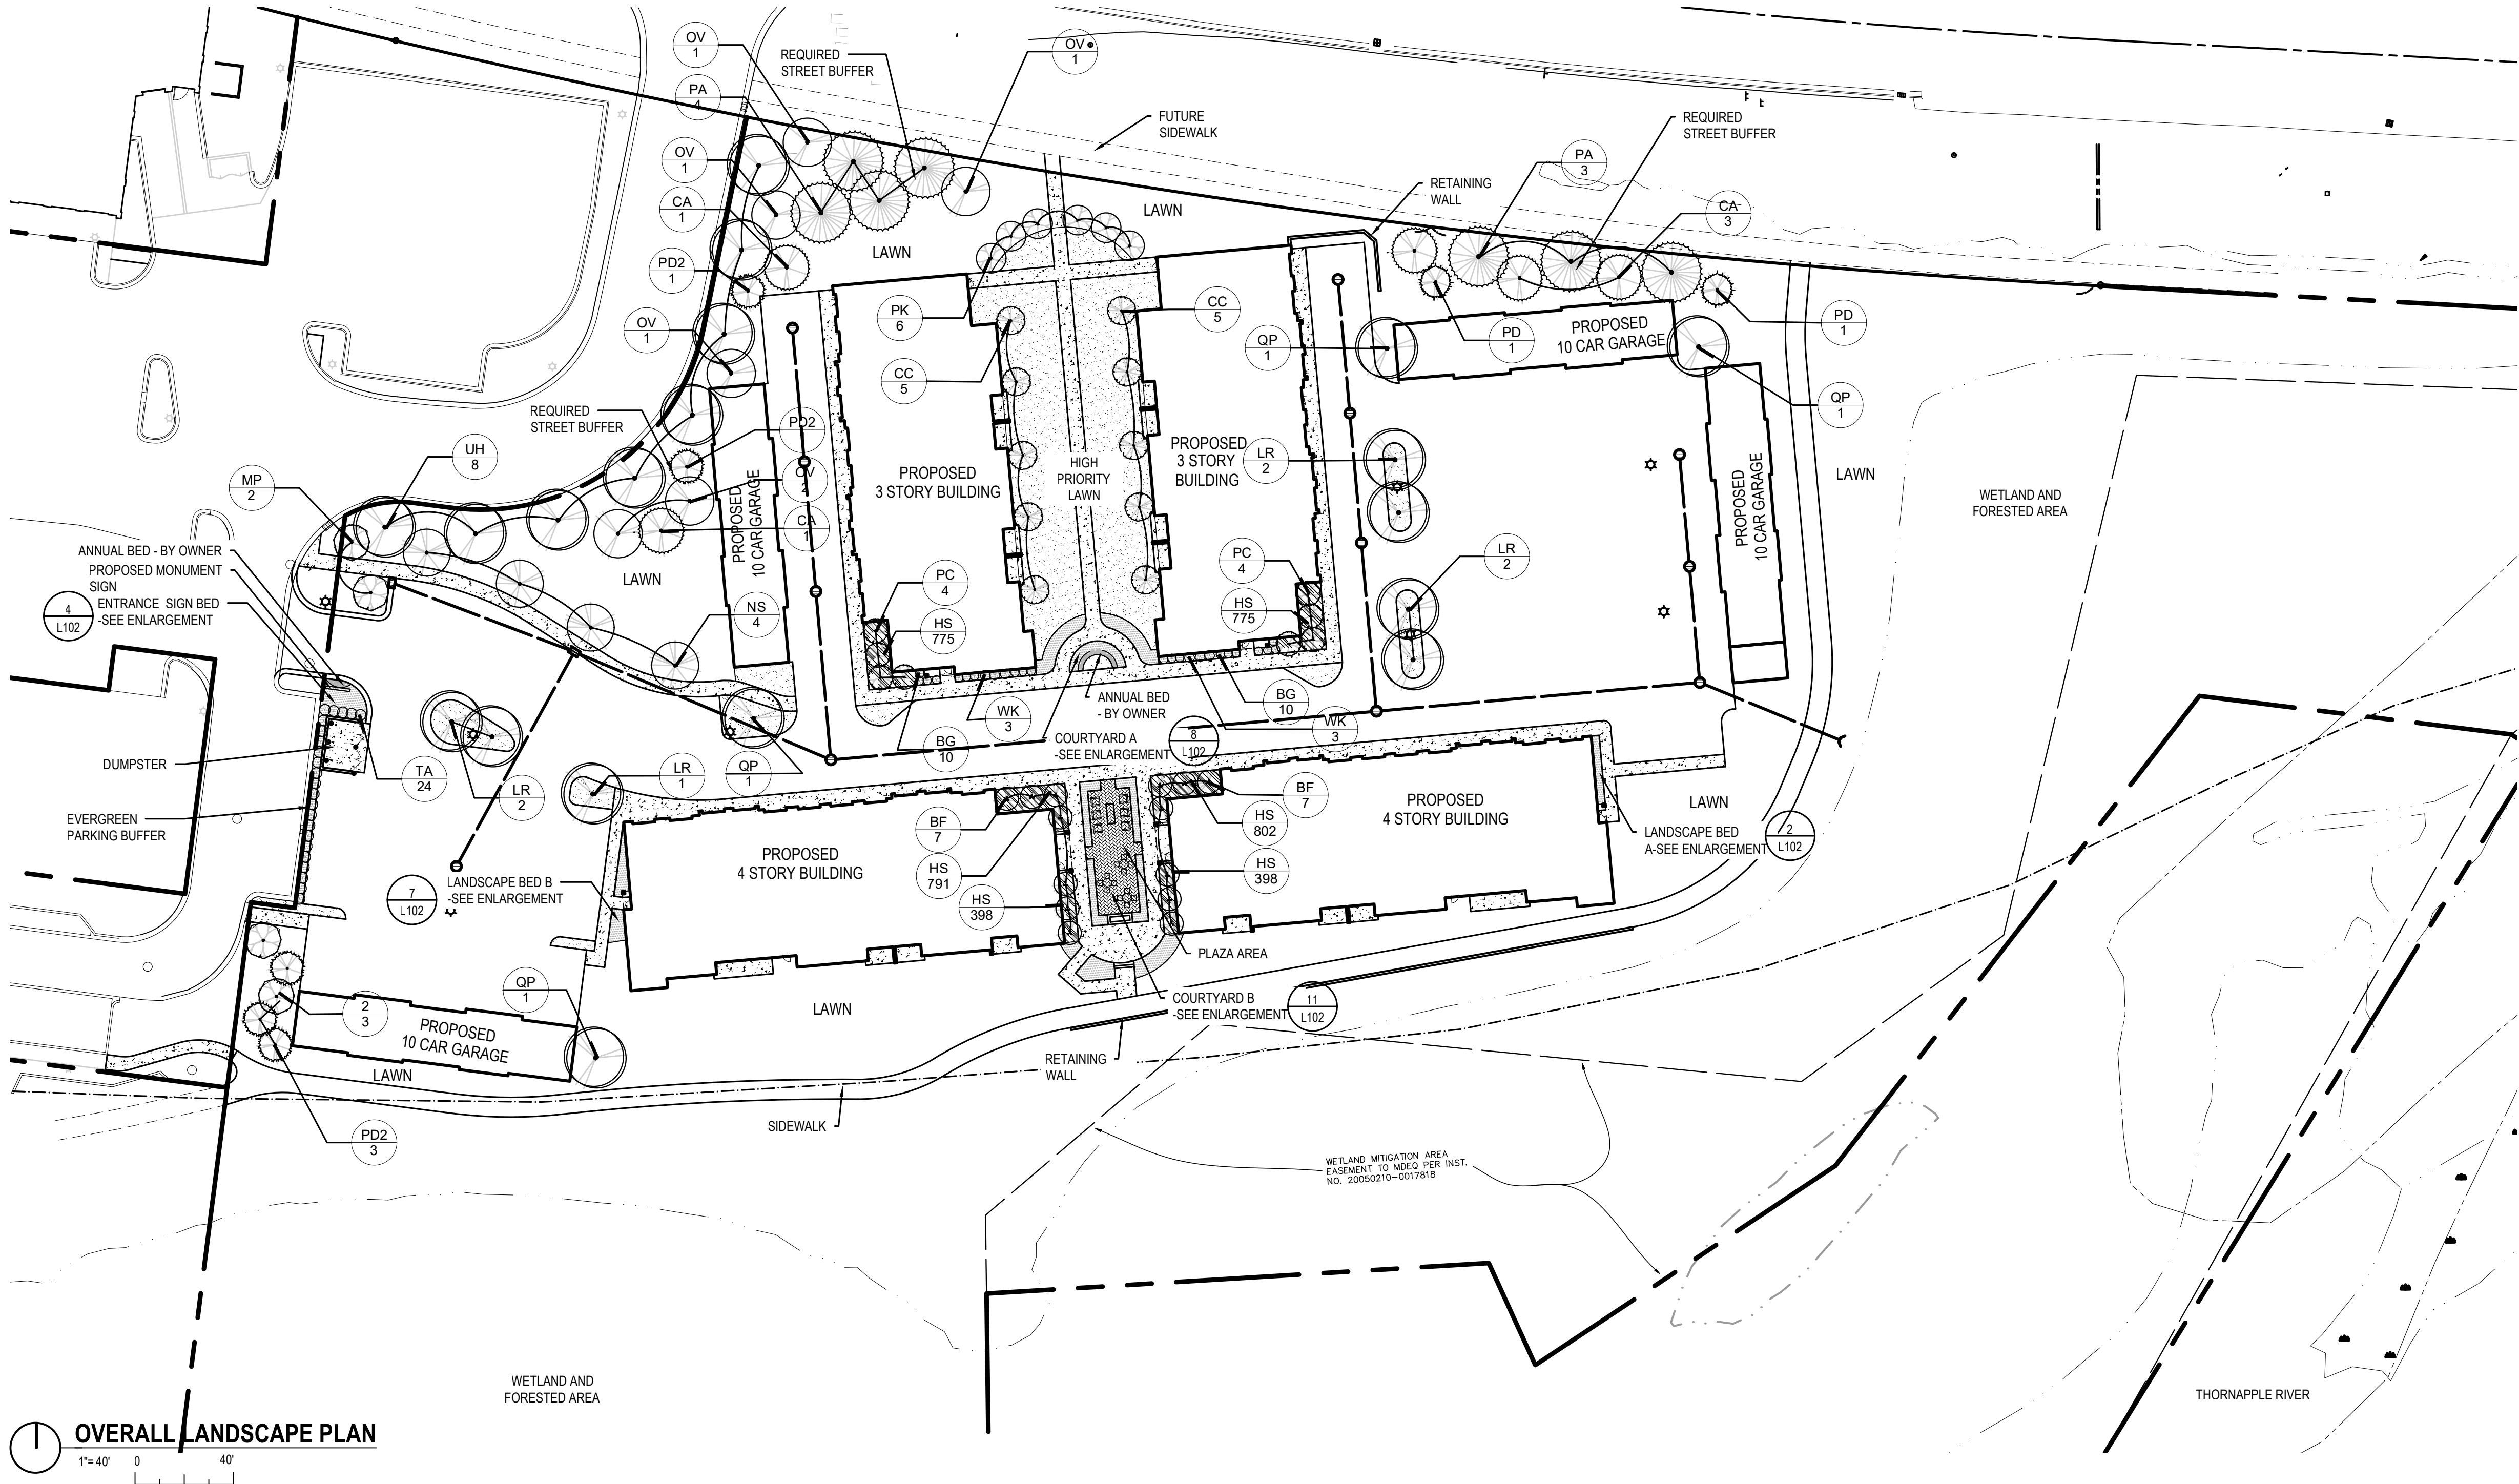 OV
1
REQUIRED
STREET BUFFER
OV
1
PA
4
FUTURE
SIDEWALK
REQUIRED
STREET BUFFER
OV
1
PA
3
RETAINING
WALL
CA
1
LAWN
CA
3
LAWN
PD2
1
PK
6
CC
5
PD
1
OV
1
QP
1
PD
1
PROPOSED
10 CAR GARAGE
CC
5
QP
1
REQUIRED
STREET BUFFER
PD2
UH
8
PROPOSED
3 STORY BUILDING
HIGH
PRIORITY
LAWN
PROPOSED
3 STORY
BUILDING
LR
2
LAWN
MP
2
OV
2
PROPOSED
10 CAR GARAGE
PROPOSED
10 CAR GARAGE
WETLAND AND
FORESTED AREA
CA
1
ANNUAL BED - BY OWNER
PROPOSED MONUMENT
SIGN
4
L102
ENTRANCE SIGN BED
-SEE ENLARGEMENT
LAWN
PC
4
PC
4
LR
2
NS
4
HS
775
HS
775
ANNUAL BED
- BY OWNER
WK
3
BG
10
WK
3
COURTYARD A
-SEE ENLARGEMENT
8
L102
BG
10
DUMPSTER
TA
24
LR
2
LR
1
QP
1
EVERGREEN
PARKING BUFFER
BF
7
BF
7
PROPOSED
4 STORY BUILDING
LAWN
HS
802
LANDSCAPE BED
A-SEE ENLARGEMENT
2
L102
PROPOSED
4 STORY BUILDING
HS
791
HS
398
7
L102
LANDSCAPE BED B
-SEE ENLARGEMENT
HS
398
PLAZA AREA
QP
1
2
3
PROPOSED
10 CAR GARAGE
LAWN
COURTYARD B
-SEE ENLARGEMENT
11
L102
RETAINING
WALL
LAWN
SIDEWALK
PD2
3
WETLAND MITIGATION AREA
EASEMENT TO MDEQ PER INST.
NO. 20050210-0017818
WETLAND AND
FORESTED AREA
THORNAPPLE RIVER
OVERALL LANDSCAPE PLAN
1"= 40' 0 40'